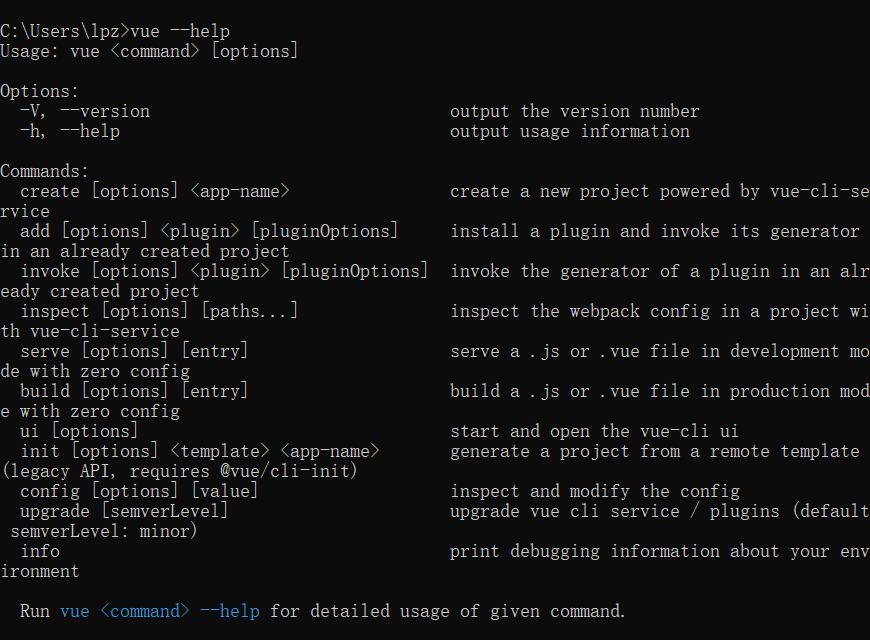 C:\Users\lpz>vue --help
Usage: vue <command> [options]

Options:
  -V, --version                              output the version number
  -h, --help                                 output usage information

Commands:
  create [options] <app-name>                create a new project powered by vue-cli-se
rvice
  add [options] <plugin> [pluginOptions]     install a plugin and invoke its generator
in an already created project
  invoke [options] <plugin> [pluginOptions]  invoke the generator of a plugin in an alr
eady created project
  inspect [options] [paths...]               inspect the webpack config in a project wi
th vue-cli-service
  serve [options] [entry]                    serve a .js or .vue file in development mo
de with zero config
  build [options] [entry]                    build a .js or .vue file in production mod
e with zero config
  ui [options]                               start and open the vue-cli ui
  init [options] <template> <app-name>       generate a project from a remote template
(legacy API, requires @vue/cli-init)
  config [options] [value]                   inspect and modify the config
  upgrade [semverLevel]                      upgrade vue cli service / plugins (default
 semverLevel: minor)
  info                                       print debugging information about your env
ironment

  Run vue <command> --help for detailed usage of given command.